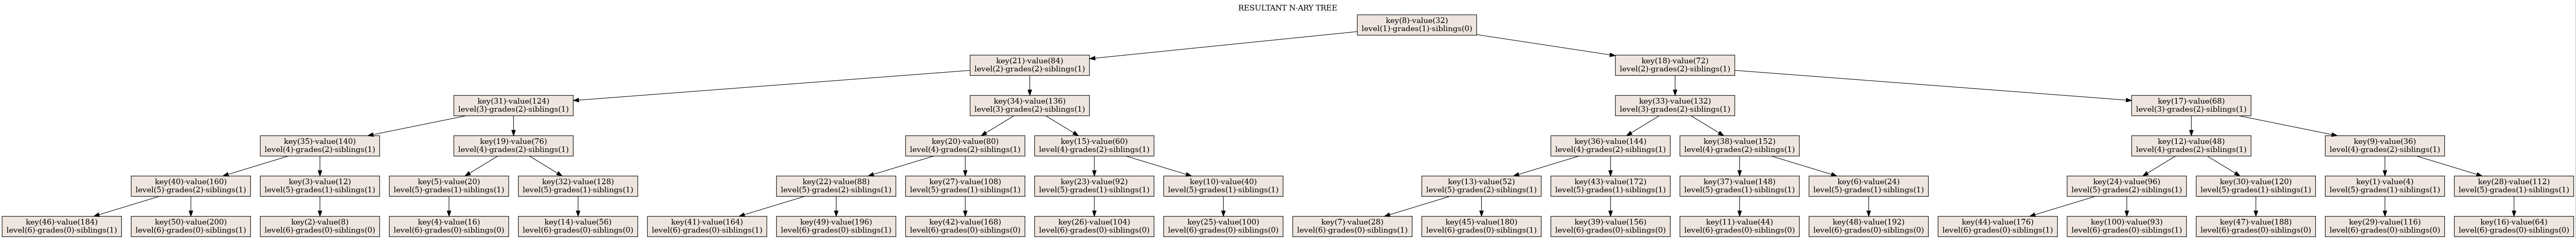 RESULTANT N-ARY TREE
key(8)-value(32)
level(1)-grades(1)-siblings(0)
key(21)-value(84)
level(2)-grades(2)-siblings(1)
key(18)-value(72)
level(2)-grades(2)-siblings(1)
key(31)-value(124)
level(3)-grades(2)-siblings(1)
key(34)-value(136)
level(3)-grades(2)-siblings(1)
key(33)-value(132)
level(3)-grades(2)-siblings(1)
key(17)-value(68)
level(3)-grades(2)-siblings(1)
key(35)-value(140)
level(4)-grades(2)-siblings(1)
key(19)-value(76)
level(4)-grades(2)-siblings(1)
key(20)-value(80)
level(4)-grades(2)-siblings(1)
key(15)-value(60)
level(4)-grades(2)-siblings(1)
key(36)-value(144)
level(4)-grades(2)-siblings(1)
key(38)-value(152)
level(4)-grades(2)-siblings(1)
key(12)-value(48)
level(4)-grades(2)-siblings(1)
key(9)-value(36)
level(4)-grades(2)-siblings(1)
key(40)-value(160)
level(5)-grades(2)-siblings(1)
key(3)-value(12)
level(5)-grades(1)-siblings(1)
key(5)-value(20)
level(5)-grades(1)-siblings(1)
key(32)-value(128)
level(5)-grades(1)-siblings(1)
key(22)-value(88)
level(5)-grades(2)-siblings(1)
key(27)-value(108)
level(5)-grades(1)-siblings(1)
key(23)-value(92)
level(5)-grades(1)-siblings(1)
key(10)-value(40)
level(5)-grades(1)-siblings(1)
key(13)-value(52)
level(5)-grades(2)-siblings(1)
key(43)-value(172)
level(5)-grades(1)-siblings(1)
key(37)-value(148)
level(5)-grades(1)-siblings(1)
key(6)-value(24)
level(5)-grades(1)-siblings(1)
key(24)-value(96)
level(5)-grades(2)-siblings(1)
key(30)-value(120)
level(5)-grades(1)-siblings(1)
key(1)-value(4)
level(5)-grades(1)-siblings(1)
key(28)-value(112)
level(5)-grades(1)-siblings(1)
key(46)-value(184)
level(6)-grades(0)-siblings(1)
key(50)-value(200)
level(6)-grades(0)-siblings(1)
key(2)-value(8)
level(6)-grades(0)-siblings(0)
key(4)-value(16)
level(6)-grades(0)-siblings(0)
key(14)-value(56)
level(6)-grades(0)-siblings(0)
key(41)-value(164)
level(6)-grades(0)-siblings(1)
key(49)-value(196)
level(6)-grades(0)-siblings(1)
key(42)-value(168)
level(6)-grades(0)-siblings(0)
key(26)-value(104)
level(6)-grades(0)-siblings(0)
key(25)-value(100)
level(6)-grades(0)-siblings(0)
key(7)-value(28)
level(6)-grades(0)-siblings(1)
key(45)-value(180)
level(6)-grades(0)-siblings(1)
key(39)-value(156)
level(6)-grades(0)-siblings(0)
key(11)-value(44)
level(6)-grades(0)-siblings(0)
key(48)-value(192)
level(6)-grades(0)-siblings(0)
key(44)-value(176)
level(6)-grades(0)-siblings(1)
key(100)-value(93)
level(6)-grades(0)-siblings(1)
key(47)-value(188)
level(6)-grades(0)-siblings(0)
key(29)-value(116)
level(6)-grades(0)-siblings(0)
key(16)-value(64)
level(6)-grades(0)-siblings(0)